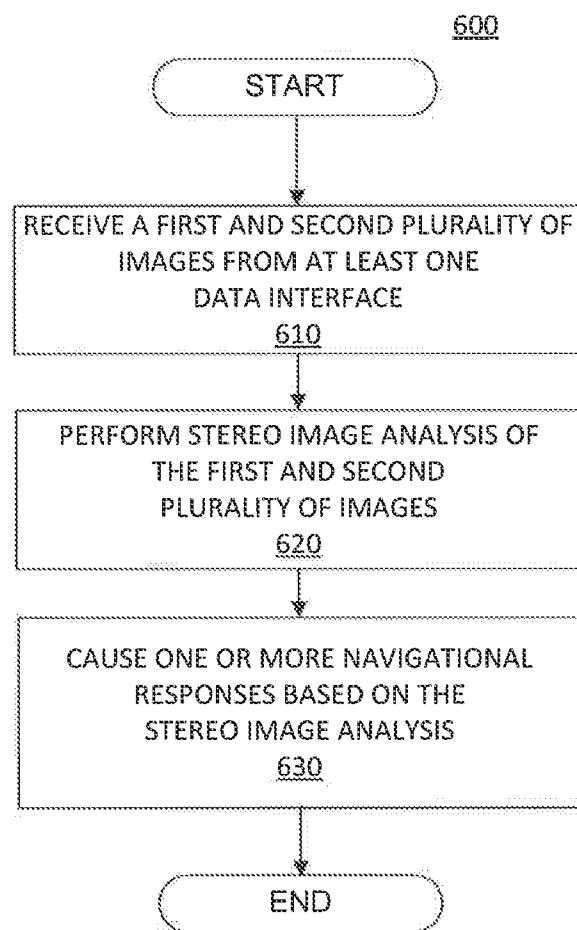 600
START
RECEIVE A FIRST AND SECOND PLURALITY OF
IMAGES FROM AT LEAST ONE
DATA INTERFACE
610
PERFORM STEREO IMAGE ANALYSIS OF
THE FIRST AND SECOND
PLURALITY OF IMAGES
620
CAUSE ONE OR MORE NAVIGATIONAL
RESPONSES BASED ON THE
STEREO IMAGE ANALYSIS
630
END